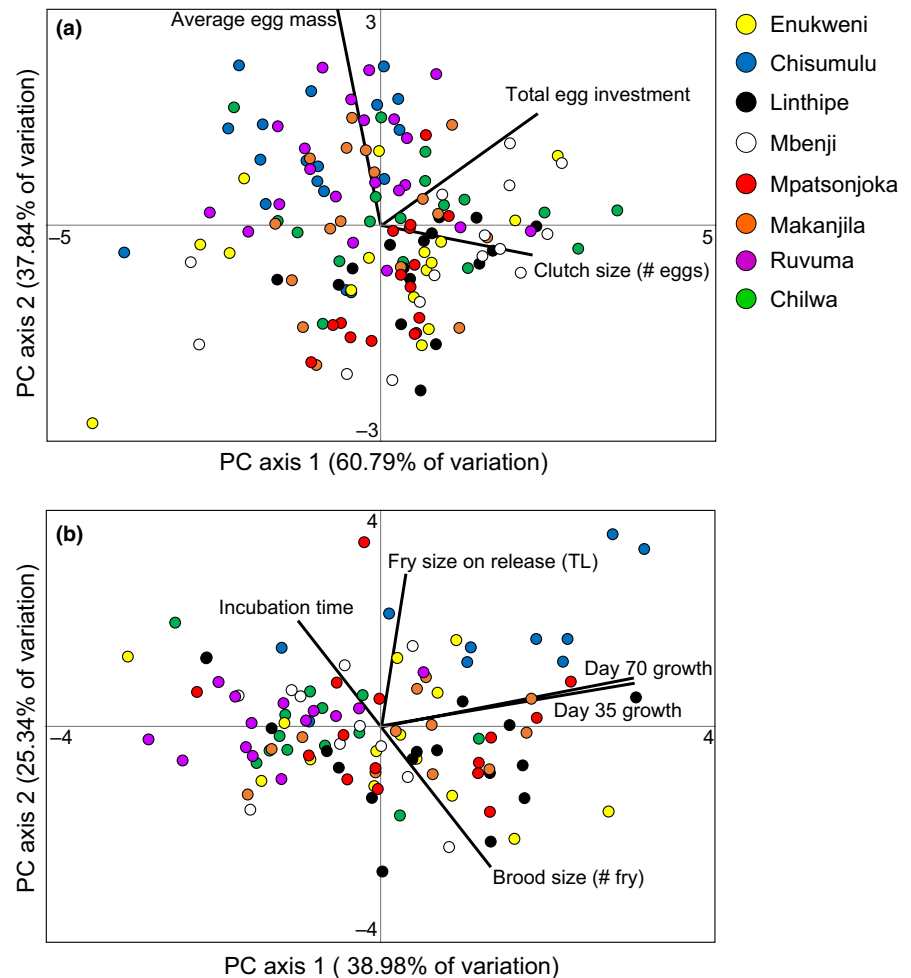 (a)
Average egg mass
3
Total egg investment
–5
5
Clutch size (# eggs)
–3
PC axis 2 (37.84% of variation)
PC axis 1 (60.79% of variation)
Enukweni
Chisumulu
Linthipe
Mbenji
Mpatsonjoka
Makanjila
Ruvuma
Chilwa
(b)
4
Fry size on release (TL)
Incubation time
Day 70 growth
Day 35 growth
–4
4
Brood size (# fry)
–4
PC axis 2 (25.34% of variation)
PC axis 1 ( 38.98% of variation)